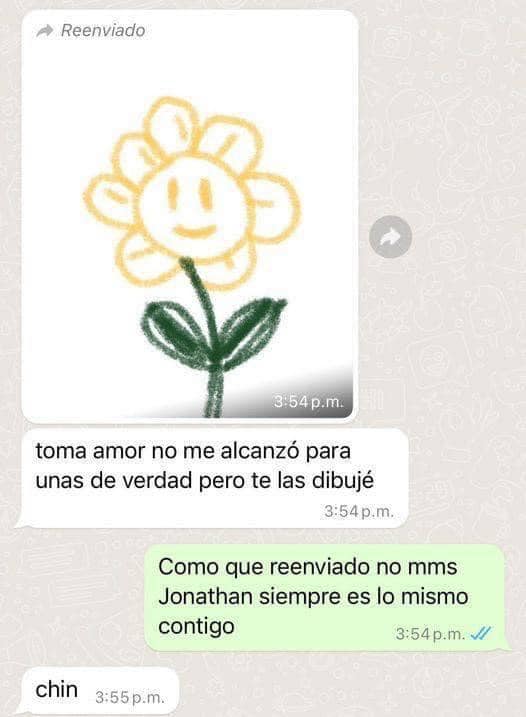 Reenviado
3:54 p.m.
toma amor no me alcanzó para
unas de verdad pero te las dibujé
3:54 p.m.
Como que reenviado no mms
Jonathan siempre es lo mismo
contigo
3:54 p.m.
chin
3:55 p.m.